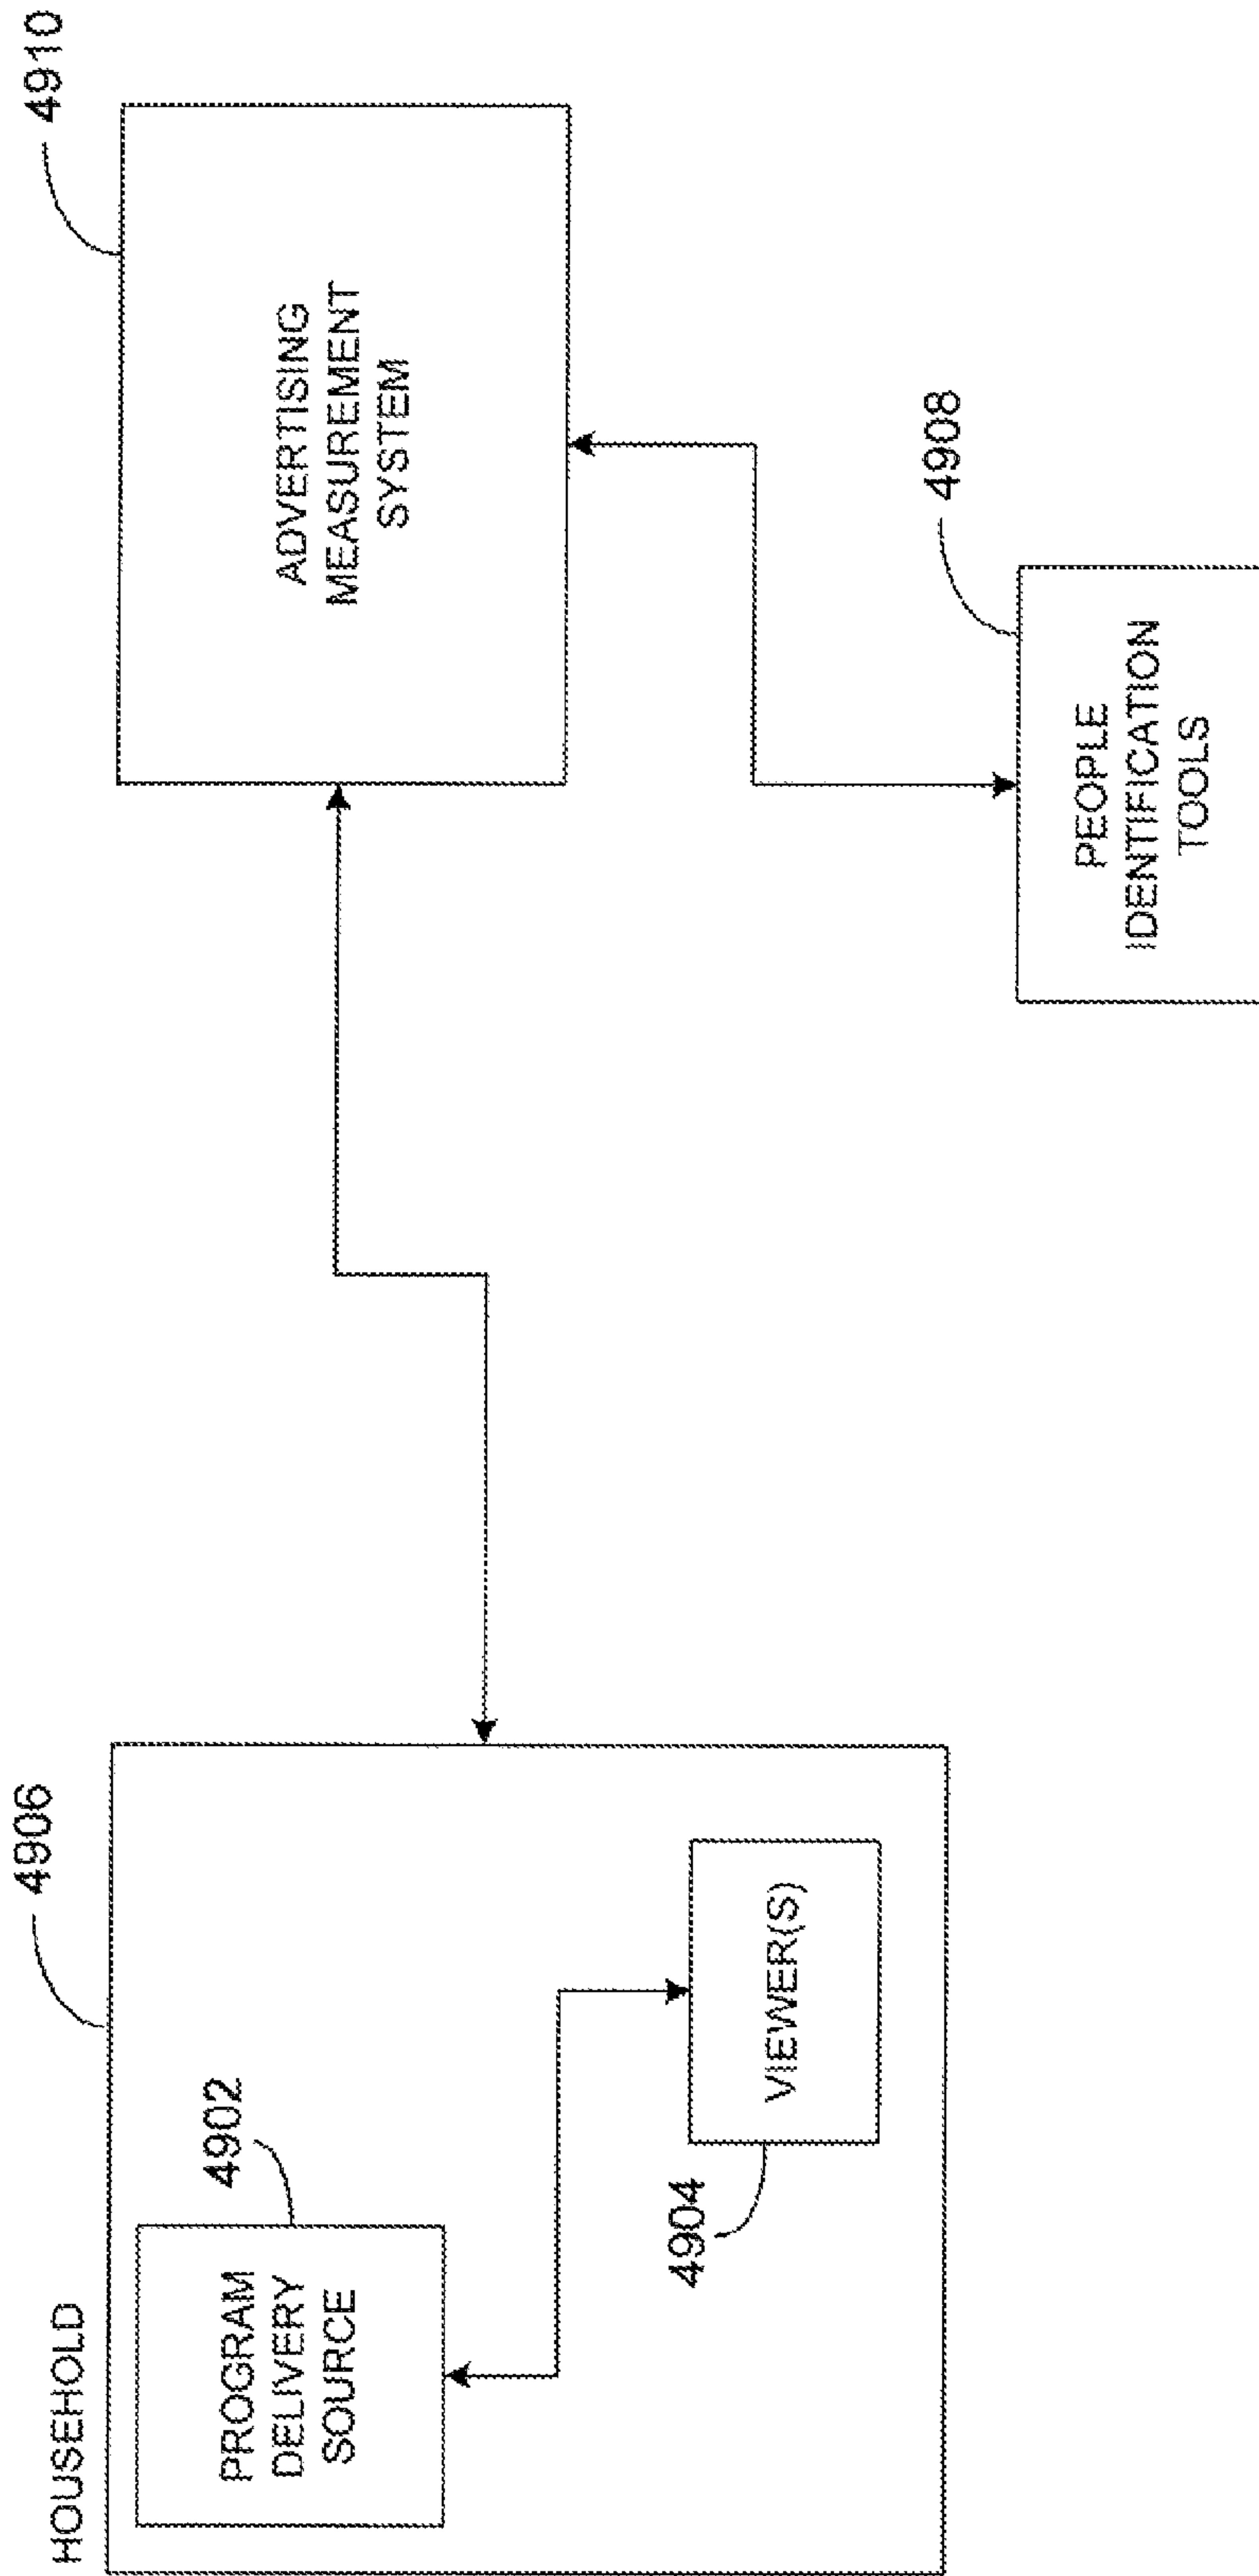 HOUSEHOLD
4906
PROGRAM
DELIVERY
SOURCE
4902
4904
VIEWER(S)
4910
ADVERTISING
MEASUREMENT
SYSTEM
4908
PEOPLE
IDENTIFICATION
TOOLS